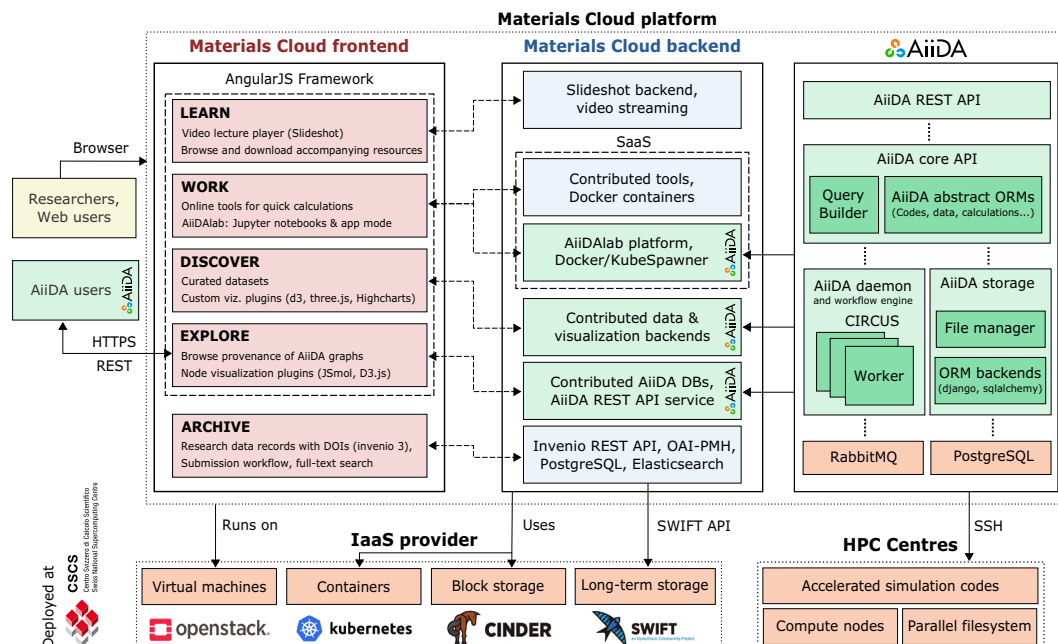 Materials Cloud platform
Materials Cloud frontend
Materials Cloud backend
AiiDA
AngularJS Framework
LEARN
Video lecture player (Slideshot)
Browse and download accompanying resources
WORK
Online tools for quick calculations
AiiDAlab: Jupyter notebooks & app mode
DISCOVER
Curated datasets
Custom viz. plugins (d3, three.js, Highcharts)
EXPLORE
Browse provenance of AiiDA graphs
Node visualization plugins (JSmol, D3.js)
ARCHIVE
Research data records with DOIs (invenio 3),
Submission workflow, full-text search
Browser
Researchers,
Web users
AiiDA users
AiiDA
HTTPS
REST
Slideshot backend,
video streaming
SaaS
Contributed tools,
Docker containers
AiiDAlab platform,
Docker/KubeSpawner
AiiDA
Contributed data &
visualization backends
AiiDA
Contributed AiiDA DBs,
AiiDA REST API service
AiiDA
Invenio REST API, OAI-PMH,
PostgreSQL, Elasticsearch
AiiDA REST API
AiiDA core API
Query
Builder
AiiDA abstract ORMs
(Codes, data, calculations...)
AiiDA daemon
and workflow engine
CIRCUS
Worker
AiiDA storage
File manager
ORM backends
(django, sqlalchemy)
RabbitMQ
PostgreSQL
Runs on
Uses
SWIFT API
SSH
IaaS provider
Virtual machines
Containers
Block storage
Long-term storage
openstack.
kubernetes
CINDER
SWIFT
an OpenStack Community Project
HPC Centres
Accelerated simulation codes
Compute nodes
Parallel filesystem
Deployed at
CSCS
Centro Svizzero di Calcolo Scientifico
Swiss National Supercomputing Centre